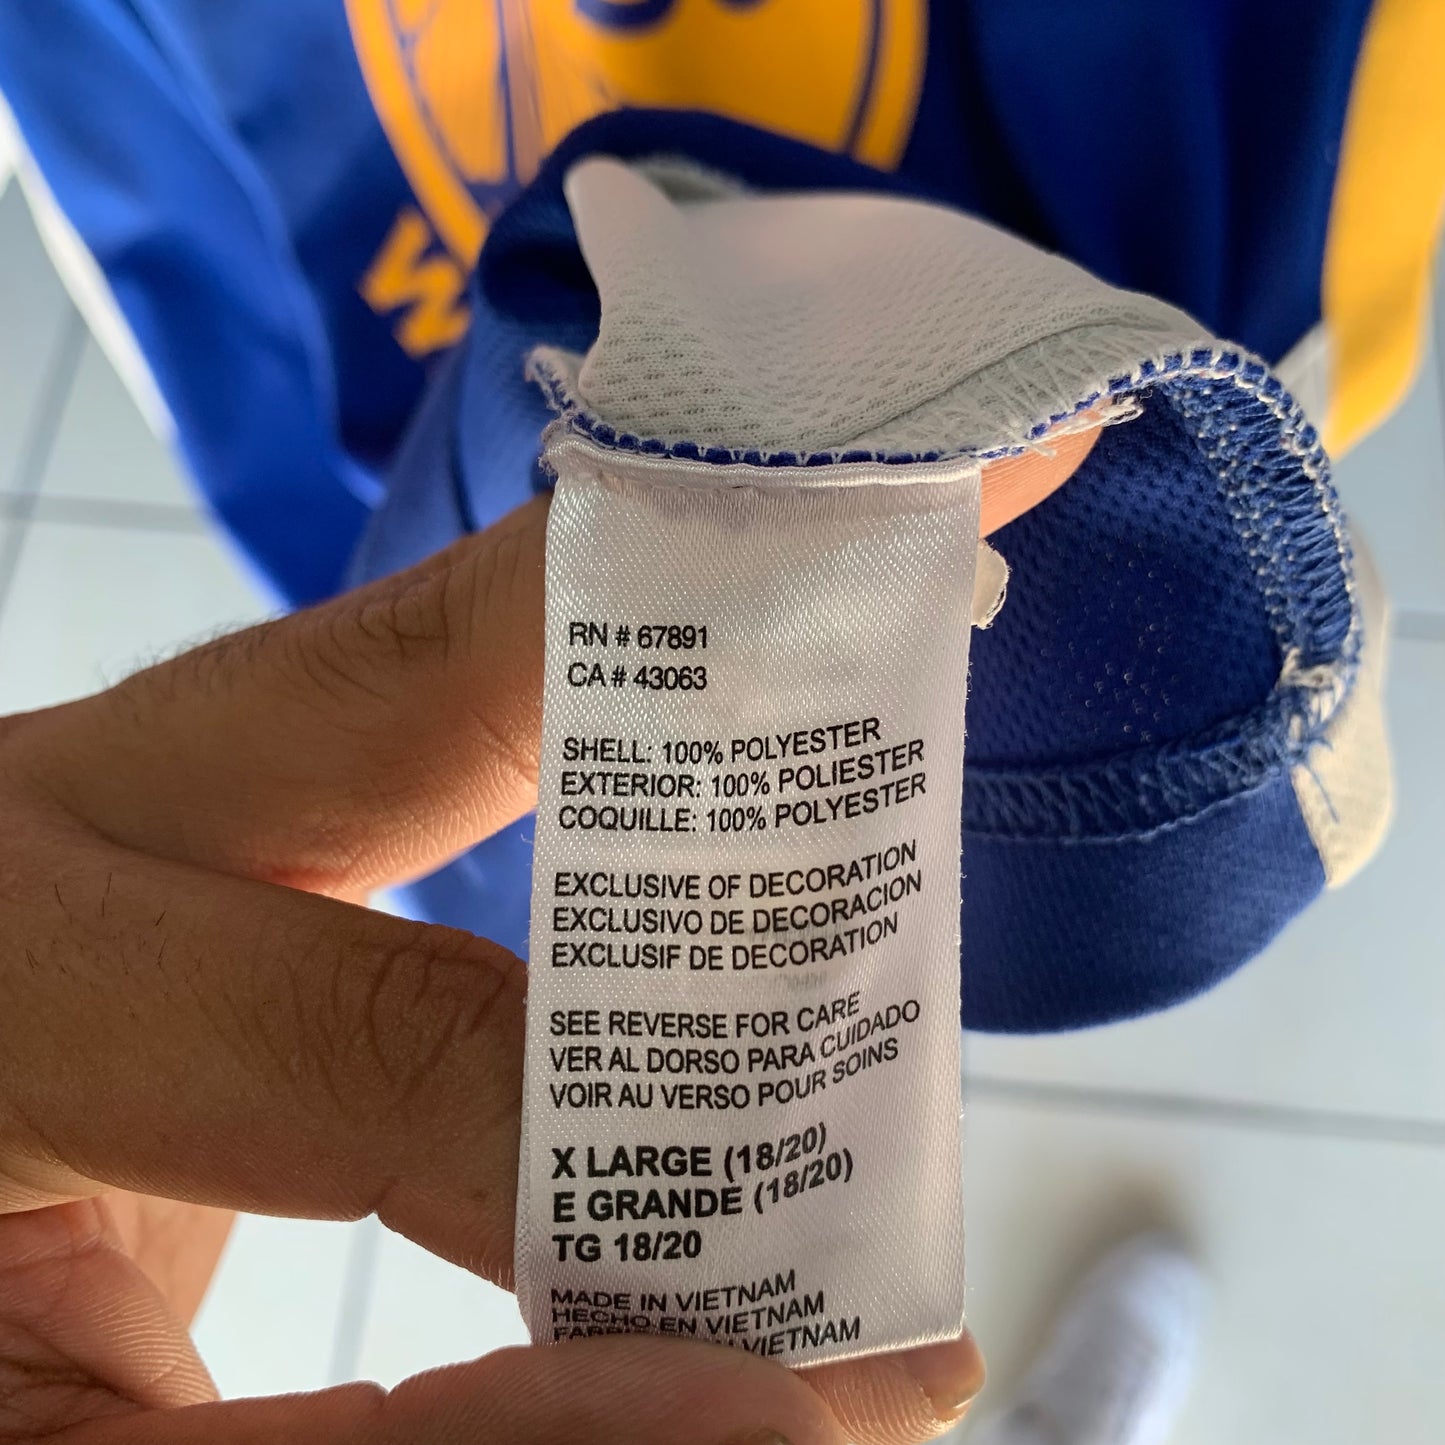 RN # 67891
CA # 43063
SHELL: 100% POLYESTER
EXTERIOR: 100% POLIESTER
COQUILLE: 100% POLYESTER
EXCLUSIVE OF DECORATION
EXCLUSIVO DE DECORACION
EXCLUSIF DE DECORATION
SEE REVERSE FOR CARE
VER AL DORSO PARA CUIDADO
VOIR AU VERSO POUR SOINS
X LARGE (18/20)
E GRANDE (18/20)
TG 18/20
MADE IN VIETNAM
HECHO EN VIETNAM
VIETNAM